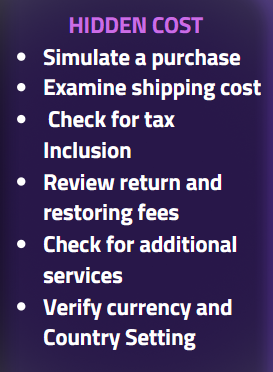 HIDDEN COST
• Simulate a purchase
• Examine shipping cost
• Check for tax
Inclusion
• Review return and
restoring fees
• Check for additional
services
• Verify currency and
Country Setting